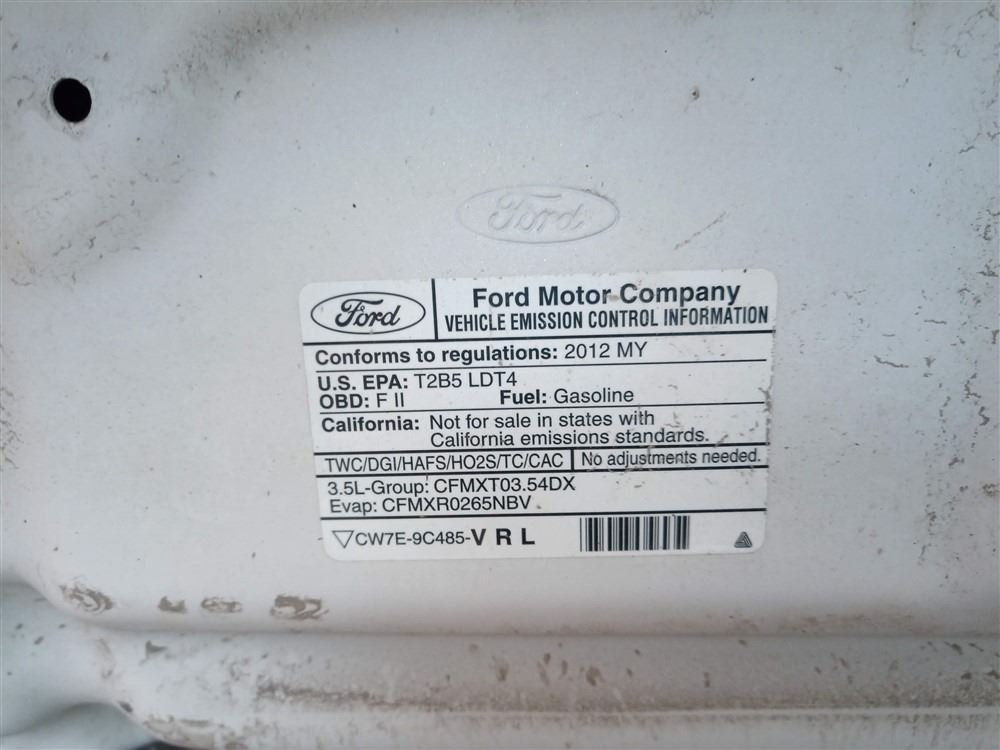 Ford
Ford
Ford Motor Company
VEHICLE EMISSION CONTROL INFORMATION
Conforms to regulations: 2012 MY
U.S. EPA: T2B5 LDT4
OBD: F II Fuel: Gasoline
California: Not for sale in states with
California emissions standards.
TWC/DGI/HAFS/HO2S/TC/CAC No adjustments needed.
3.5L-Group: CFMXT03.54DX
Evap: CFMXR0265NBV
CW7E-9C485-V R L